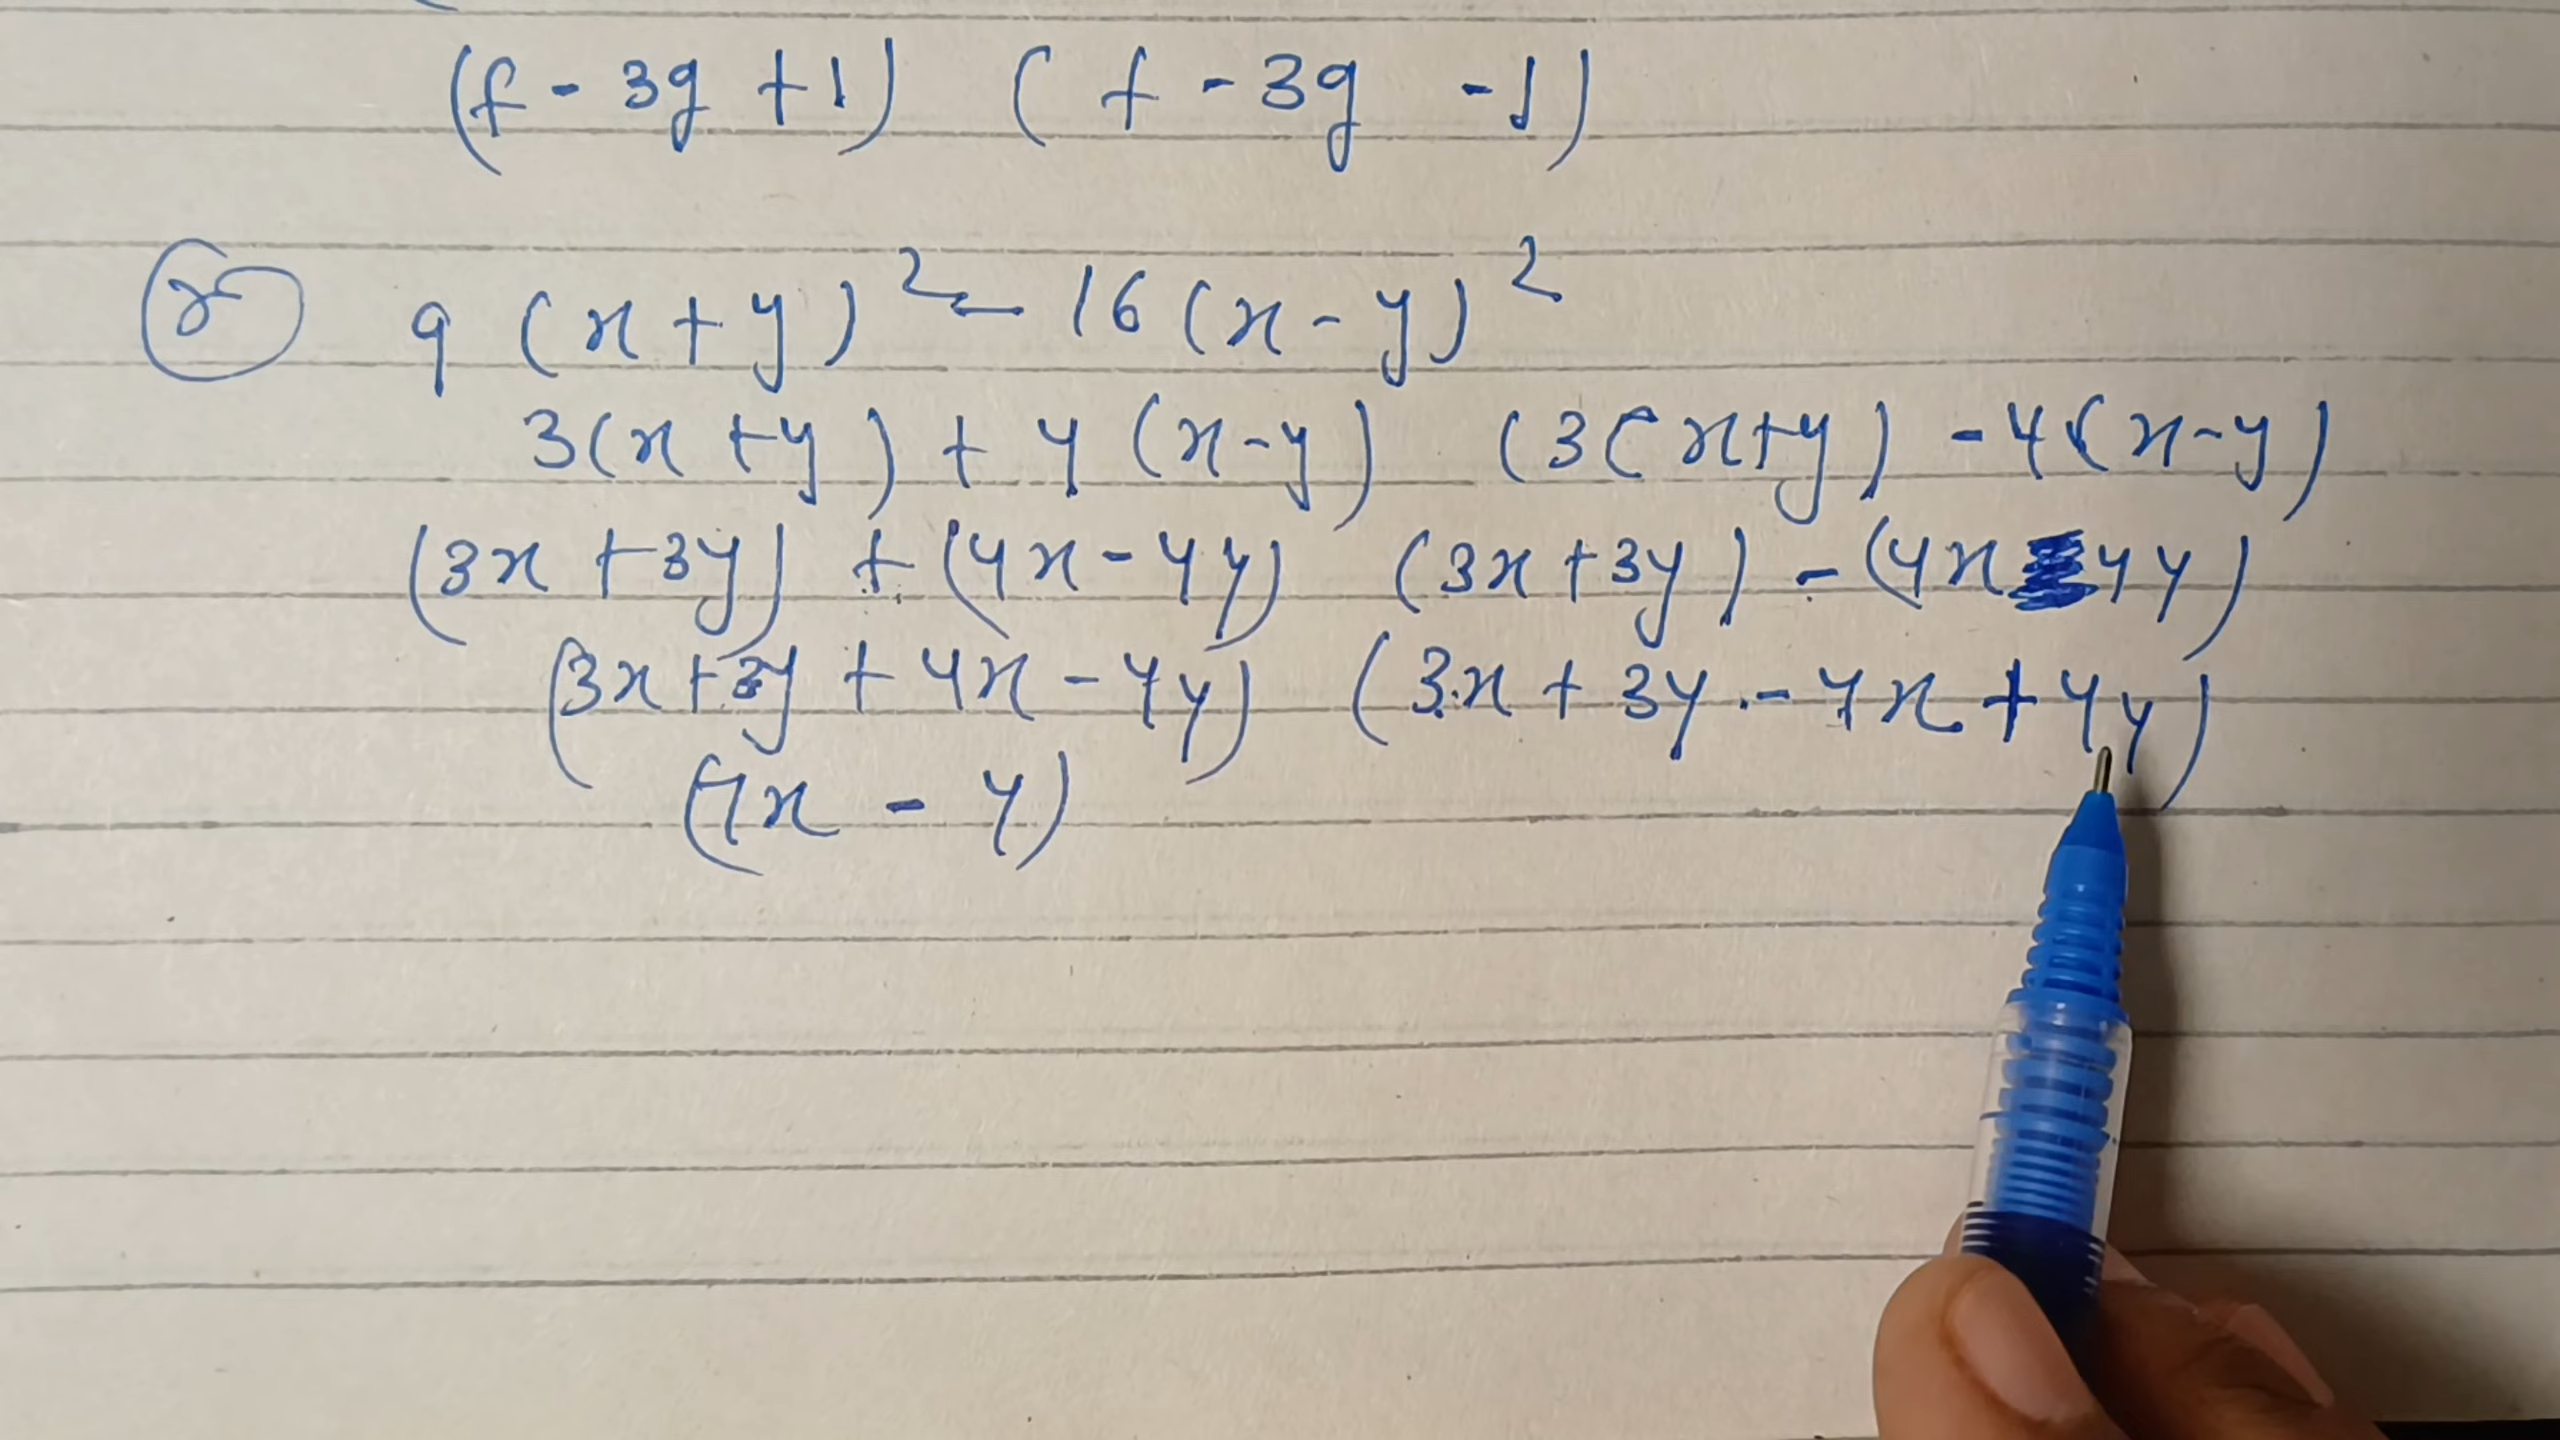 (f - 3g + 1) (f - 3g - 1)
(r) 9 (x + y)² - 16 (x - y)²
3(x + y) + 4 (x - y) (3(x + y) - 4(x - y)
(3x + 3y) + (4x - 4y) (3x + 3y) - (4x 4y)
(3x + 3y + 4x - 4y) (3x + 3y - 4x + 4y)
(7x - y)